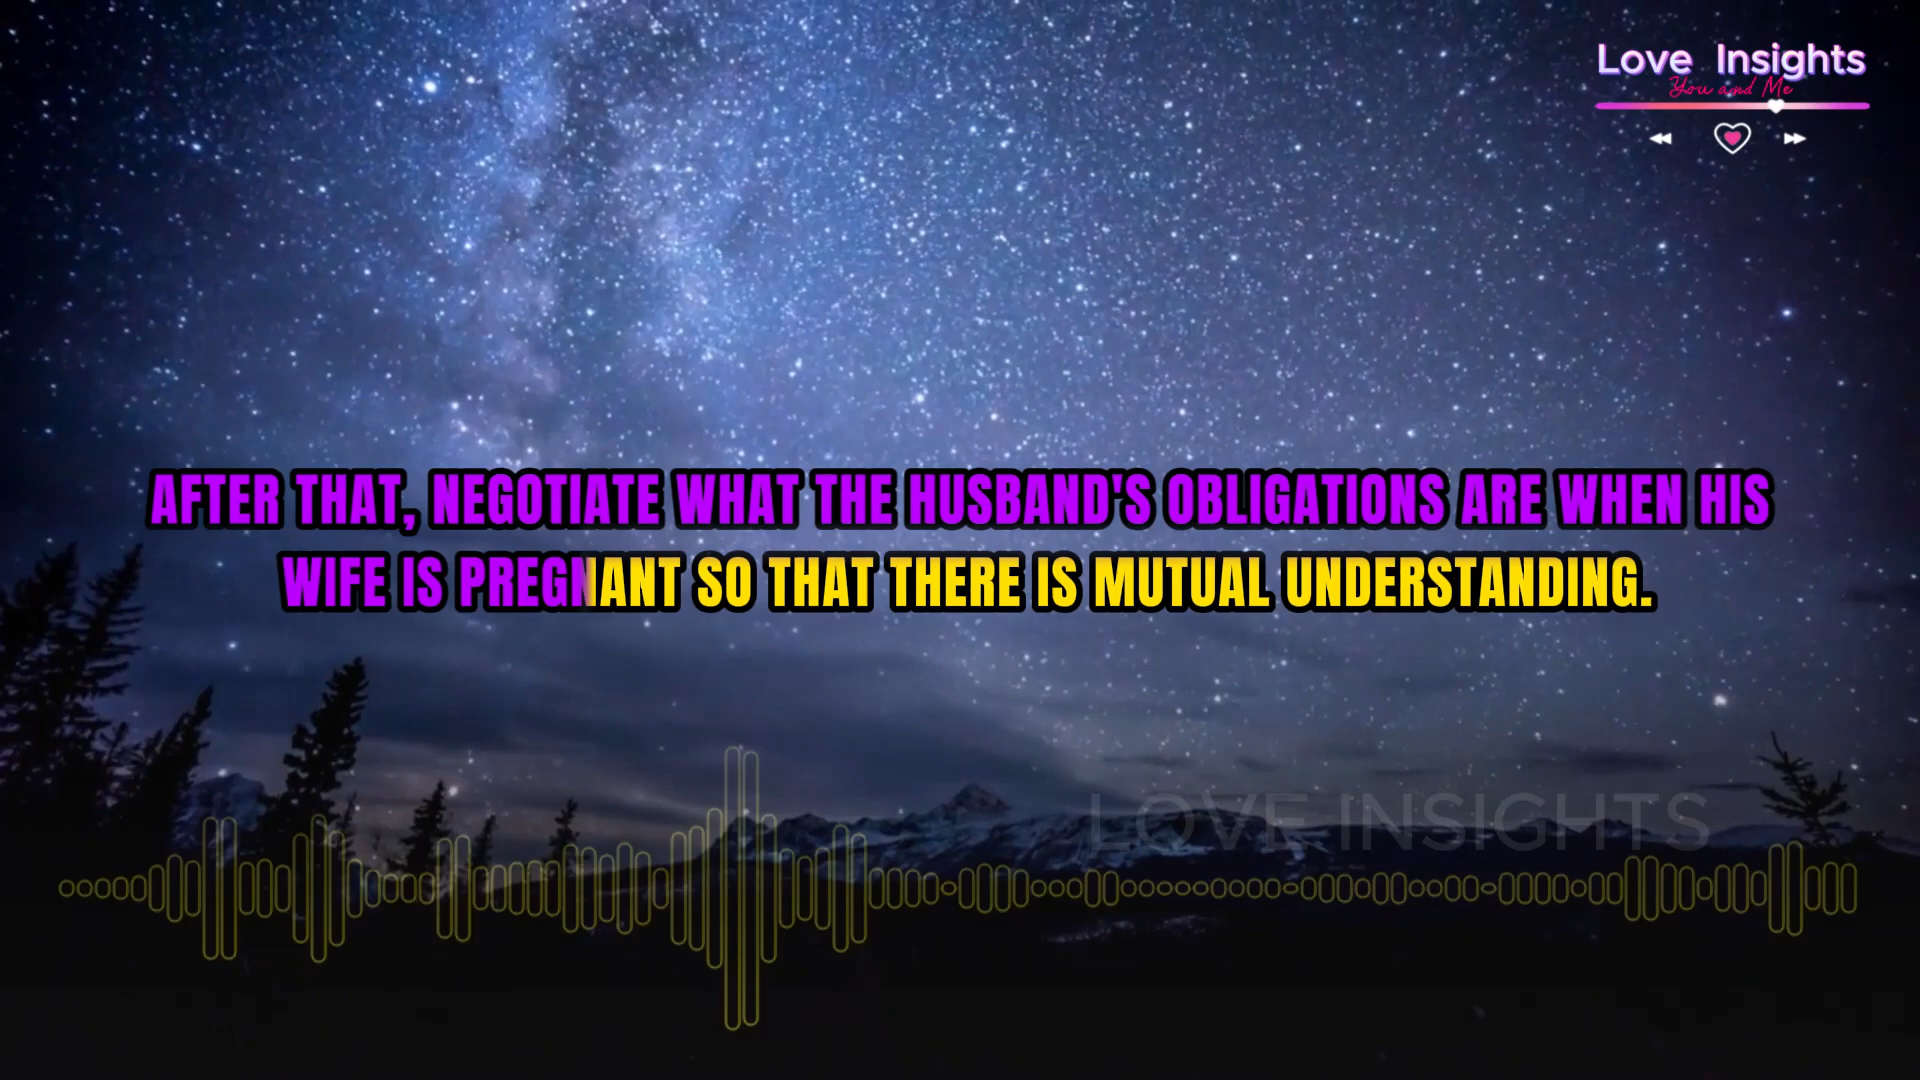 Love Insights
You and Me
AFTER THAT, NEGOTIATE WHAT THE HUSBAND'S OBLIGATIONS ARE WHEN HIS
WIFE IS PREGNANT SO THAT THERE IS MUTUAL UNDERSTANDING.
LOVE INSIGHTS